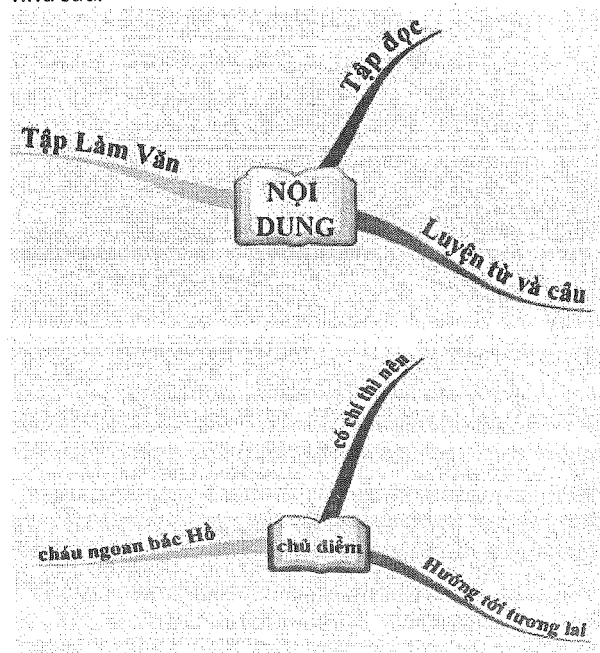 Tập đọc
Tập Làm Văn
NỘI
DUNG
Luyện từ và câu
có chí thì nên
cháu ngoan bác Hồ
chủ điểm
Hướng tới tương lai